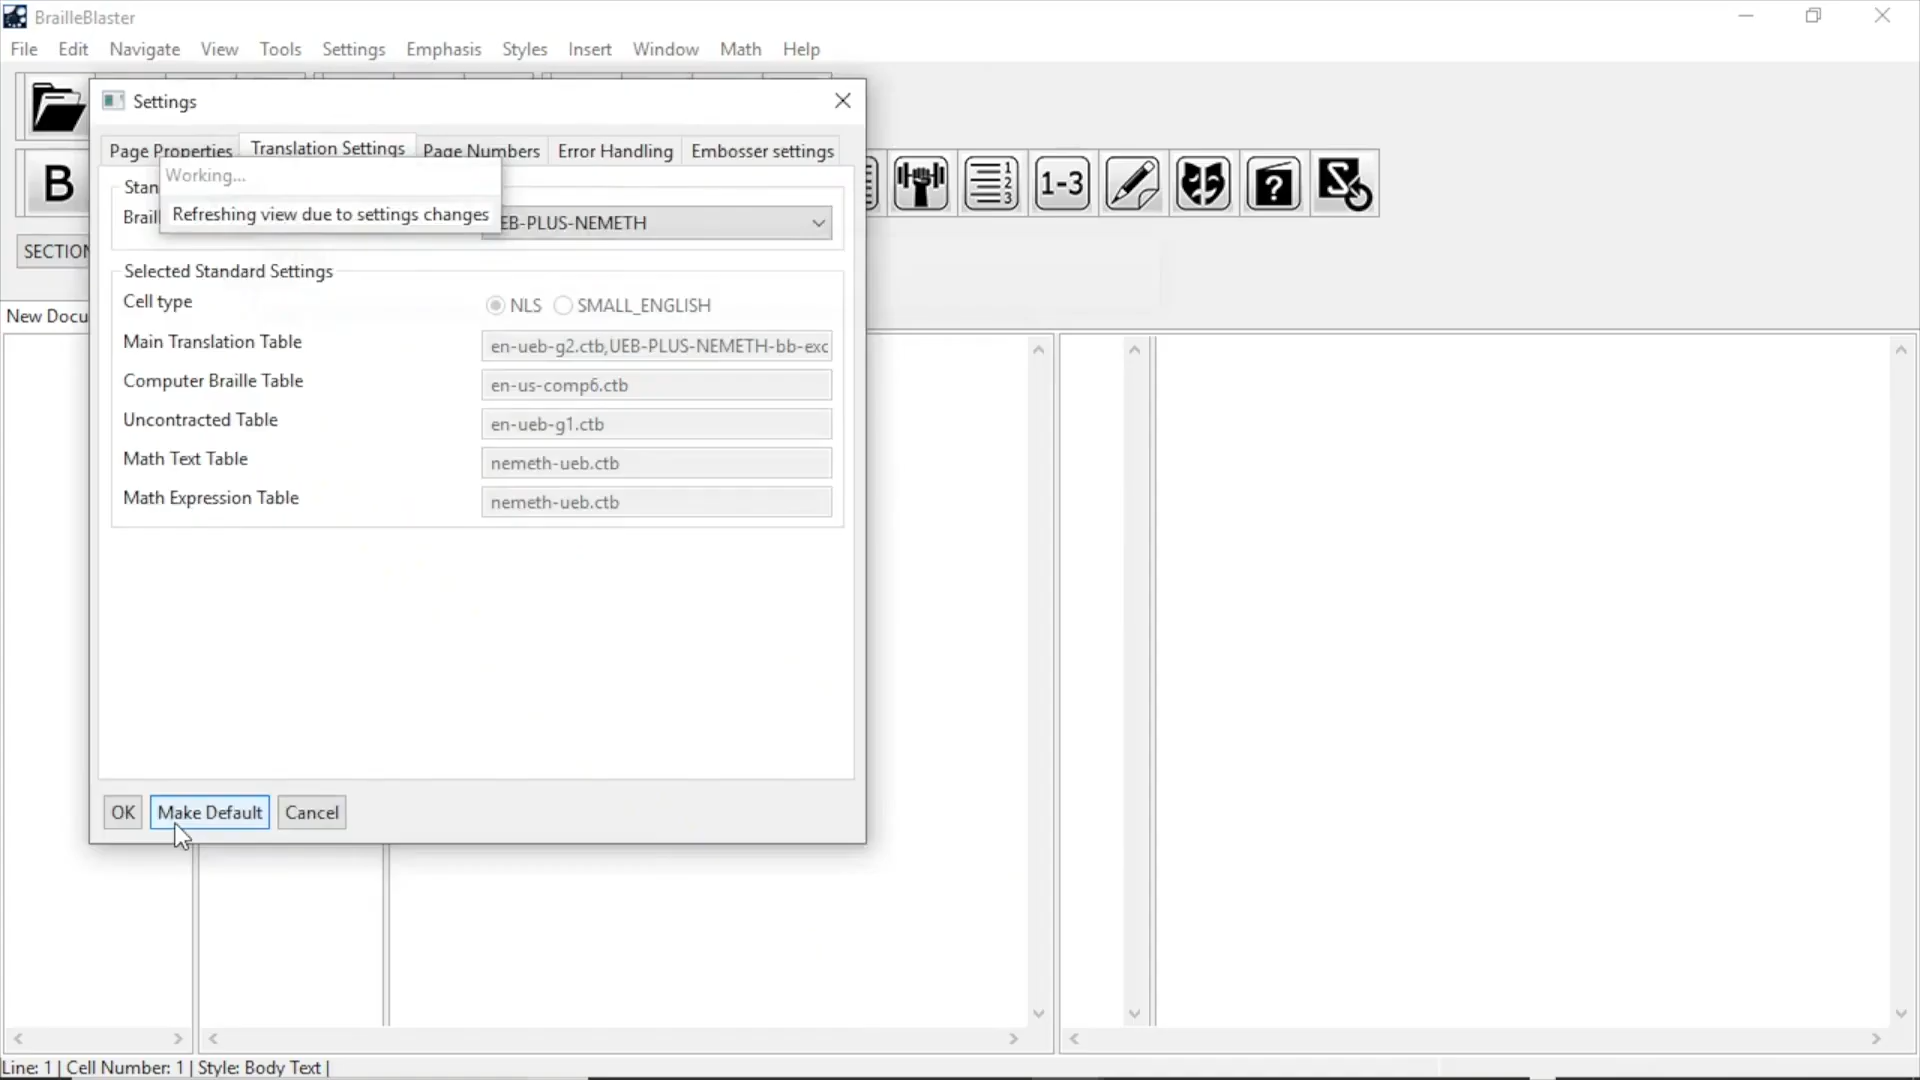 BrailleBlaster
File Edit Navigate View Tools Settings Emphasis Styles Insert Window Math Help
Settings
Page Properties Translation Settings Page Numbers Error Handling Embosser settings
Working...
Refreshing view due to settings changes
Stan
Braill EB-PLUS-NEMETH
B
1-3
SECTION
Selected Standard Settings
Cell type NLS SMALL_ENGLISH
New Docu
Main Translation Table en-ueb-g2.ctb,UEB-PLUS-NEMETH-bb-exc
Computer Braille Table en-us-comp6.ctb
Uncontracted Table en-ueb-g1.ctb
Math Text Table nemeth-ueb.ctb
Math Expression Table nemeth-ueb.ctb
OK Make Default Cancel
Line: 1 | Cell Number: 1 | Style: Body Text |